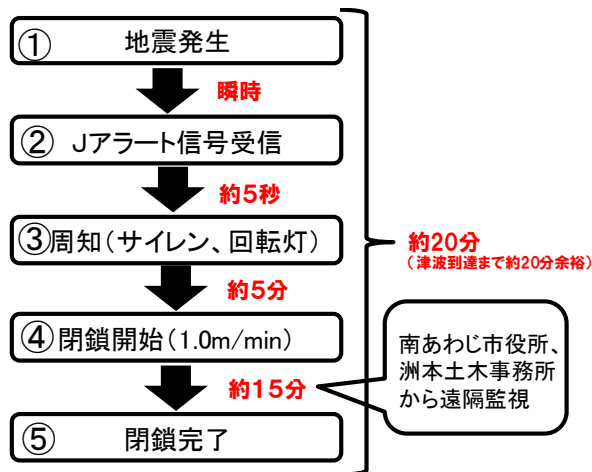 ① 地震発生
瞬時
② Jアラート信号受信
約5秒
③周知（サイレン、回転灯）
約5分
④閉鎖開始（1.0m/min）
約15分
⑤ 閉鎖完了
約20分
（津波到達まで約20分余裕）
南あわじ市役所、
洲本土木事務所
から遠隔監視